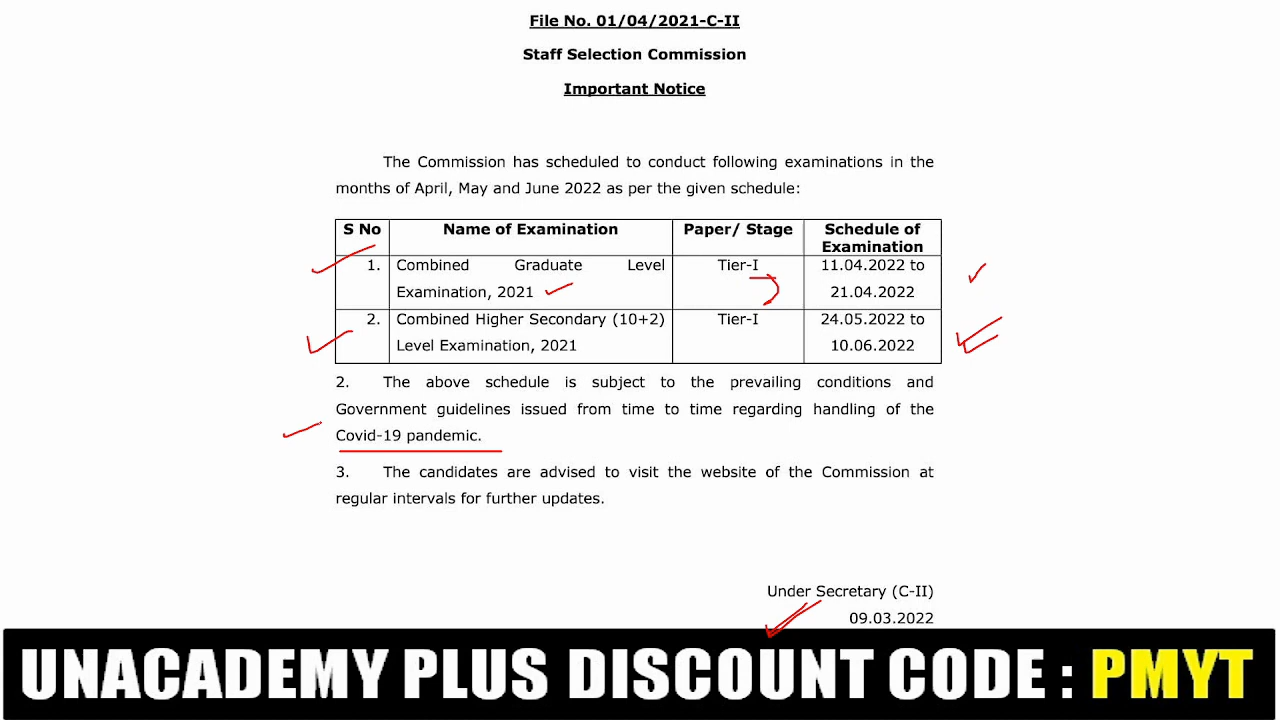 File No. 01/04/2021-C-II
Staff Selection Commission
Important Notice
The Commission has scheduled to conduct following examinations in the
months of April, May and June 2022 as per the given schedule:
S No Name of Examination Paper/ Stage Schedule of
Examination
1. Combined Graduate Level Tier-I 11.04.2022 to
Examination, 2021 21.04.2022
2. Combined Higher Secondary (10+2) Tier-I 24.05.2022 to
Level Examination, 2021 10.06.2022
2. The above schedule is subject to the prevailing conditions and
Government guidelines issued from time to time regarding handling of the
Covid-19 pandemic.
3. The candidates are advised to visit the website of the Commission at
regular intervals for further updates.
Under Secretary (C-II)
09.03.2022
UNACADEMY PLUS DISCOUNT CODE : PMYT